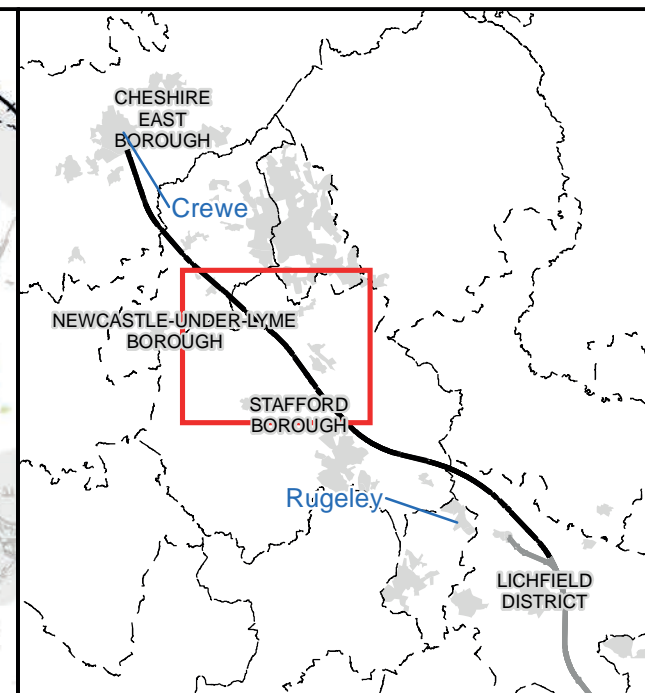 CHESHIRE
EAST
BOROUGH
Crewe
NEWCASTLE-UNDER-LYME
BOROUGH
STAFFORD
BOROUGH
Rugeley
LICHFIELD
DISTRICT